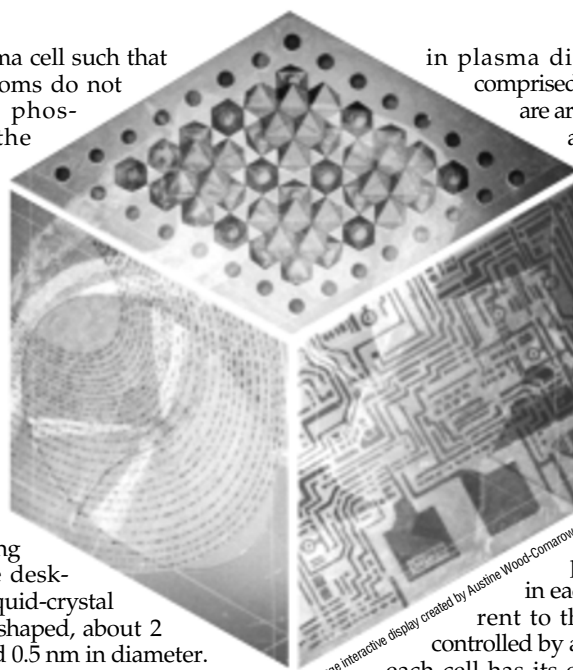 ma cell such that
oms do not
phos-
the
in plasma di
comprised
are ar
a
ng
e desk-
quid-crystal
shaped, about 2
d 0.5 nm in diameter.
ge interactive display created by Austine Wood-Comarow
in eac
rent to th
controlled by a
each cell has its o